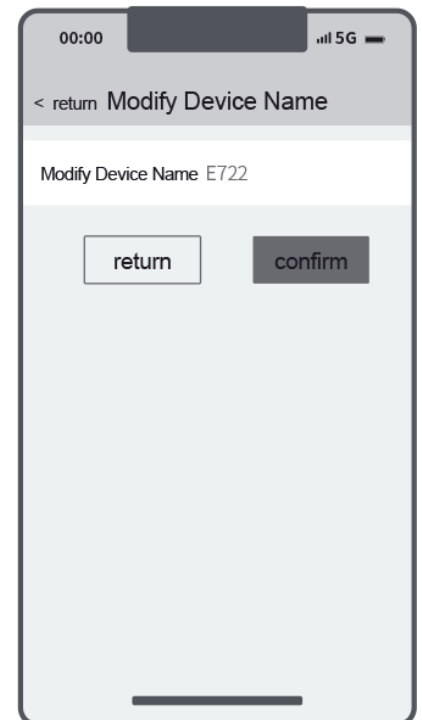 00:00 5G
< return Modify Device Name
Modify Device Name E722
return confirm